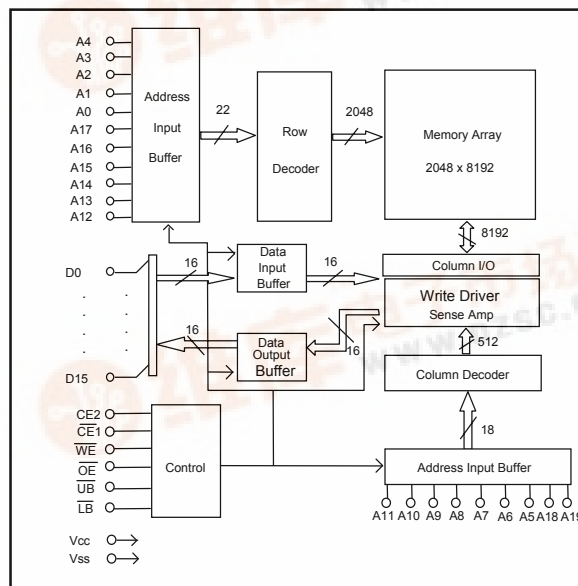 A4
A3
A2
A1
A0
A17
A16
A15
A14
A13
A12
Address
Input
Buffer
22
Row
Decoder
2048
Memory Array
2048 x 8192
8192
D0
D15
16
Data
Input
Buffer
16
Column I/O
Write Driver
Sense Amp
16
Data
Output
Buffer
16
512
Column Decoder
18
CE2
CE1
WE
OE
UB
LB
Control
Address Input Buffer
A11 A10 A9 A8 A7 A6 A5 A18 A19
Vcc
Vss